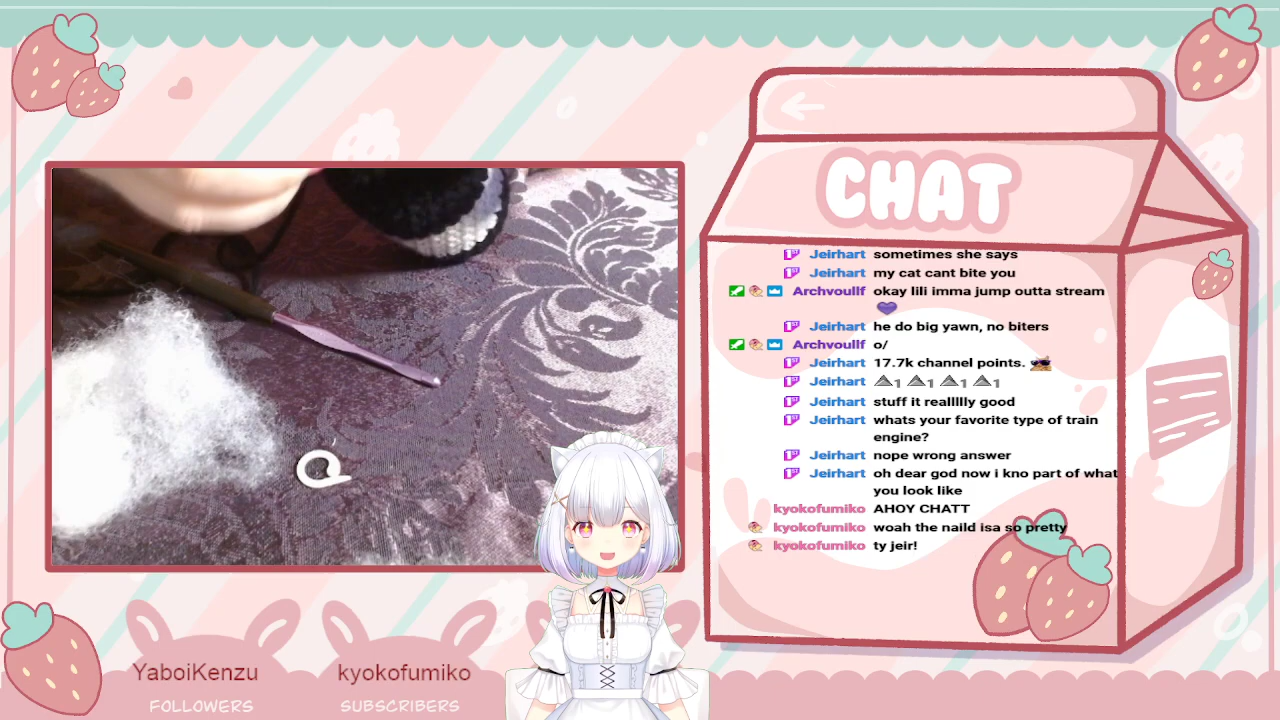 CHAT
Jeirhart sometimes she says
Jeirhart my cat cant bite you
Archvoullf okay lili imma jump outta stream
Jeirhart he do big yawn, no biters
Archvoullf o/
Jeirhart 17.7k channel points.
Jeirhart 1 1 1 1
Jeirhart stuff it reallllly good
Jeirhart whats your favorite type of train
engine?
Jeirhart nope wrong answer
Jeirhart oh dear god now i kno part of what
you look like
kyokofumiko AHOY CHATT
kyokofumiko woah the naild isa so pretty
kyokofumiko ty jeir!
YaboiKenzu kyokofumiko
FOLLOWERS SUBSCRIBERS